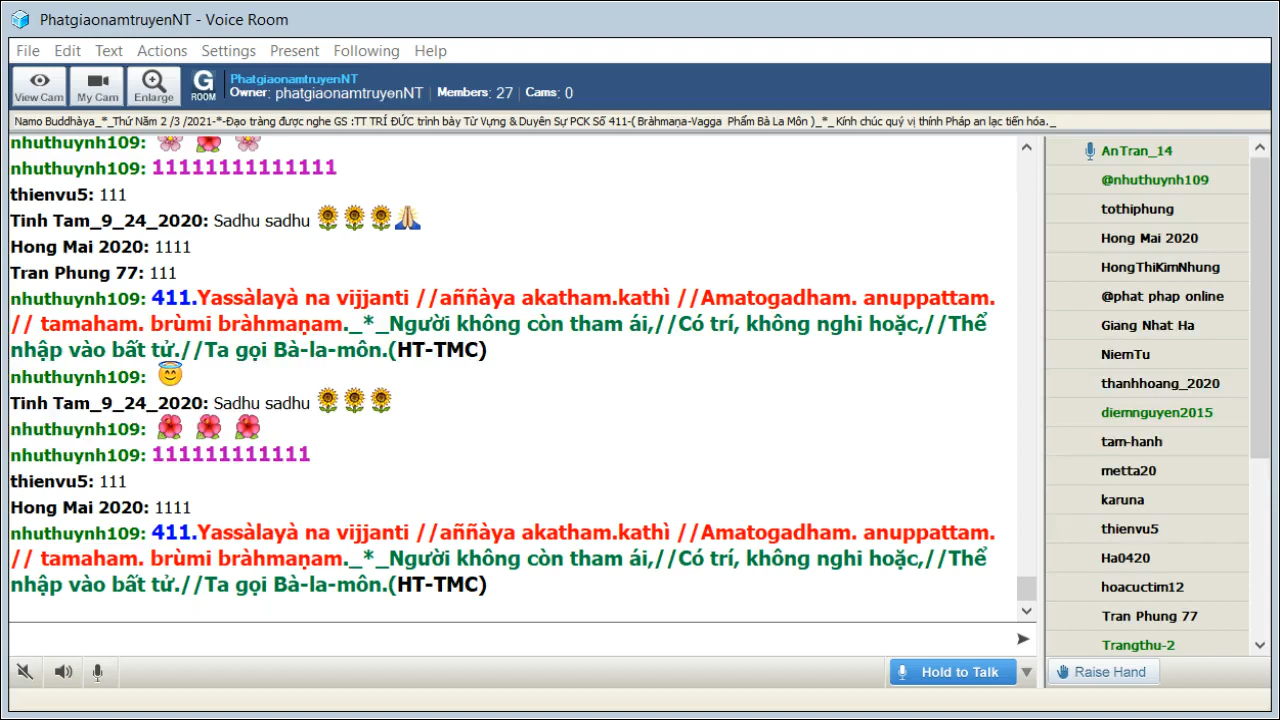 PhatgiaonamtruyenNT - Voice Room
File Edit Text Actions Settings Present Following Help
View Cam My Cam Enlarge G ROOM PhatgiaonamtruyenNT
Owner: phatgiaonamtruyenNT Members: 27 Cams: 0
Namo Buddhàya_*_Thứ Năm 2 /3 /2021-*-Đạo tràng được nghe GS :TT TRÍ ĐỨC trình bày Từ Vựng & Duyên Sự PCK Số 411-( Bràhmaṇa-Vagga Phẩm Bà La Môn )_*_ Kính chúc quý vị thính Pháp an lạc tiến hóa._
nhuthuynh109:
nhuthuynh109: 11111111111111
thienvu5: 111
Tinh Tam_9_24_2020: Sadhu sadhu
Hong Mai 2020: 1111
Tran Phung 77: 111
nhuthuynh109: 411.Yassàlayà na vijjanti //aññàya akatham.kathì //Amatogadham. anuppattam.
// tamaham. brùmi bràhmaṇam._*_Người không còn tham ái,//Có trí, không nghi hoặc,//Thể
nhập vào bất tử.//Ta gọi Bà-la-môn.(HT-TMC)
nhuthuynh109:
Tinh Tam_9_24_2020: Sadhu sadhu
nhuthuynh109:
nhuthuynh109: 111111111111
thienvu5: 111
Hong Mai 2020: 1111
nhuthuynh109: 411.Yassàlayà na vijjanti //aññàya akatham.kathì //Amatogadham. anuppattam.
// tamaham. brùmi bràhmaṇam._*_Người không còn tham ái,//Có trí, không nghi hoặc,//Thể
nhập vào bất tử.//Ta gọi Bà-la-môn.(HT-TMC)
Hold to Talk
AnTran_14
@nhuthuynh109
tothiphung
Hong Mai 2020
HongThiKimNhung
@phat phap online
Giang Nhat Ha
NiemTu
thanhhoang_2020
diemnguyen2015
tam-hanh
metta20
karuna
thienvu5
Ha0420
hoacuctim12
Tran Phung 77
Trangthu-2
Raise Hand